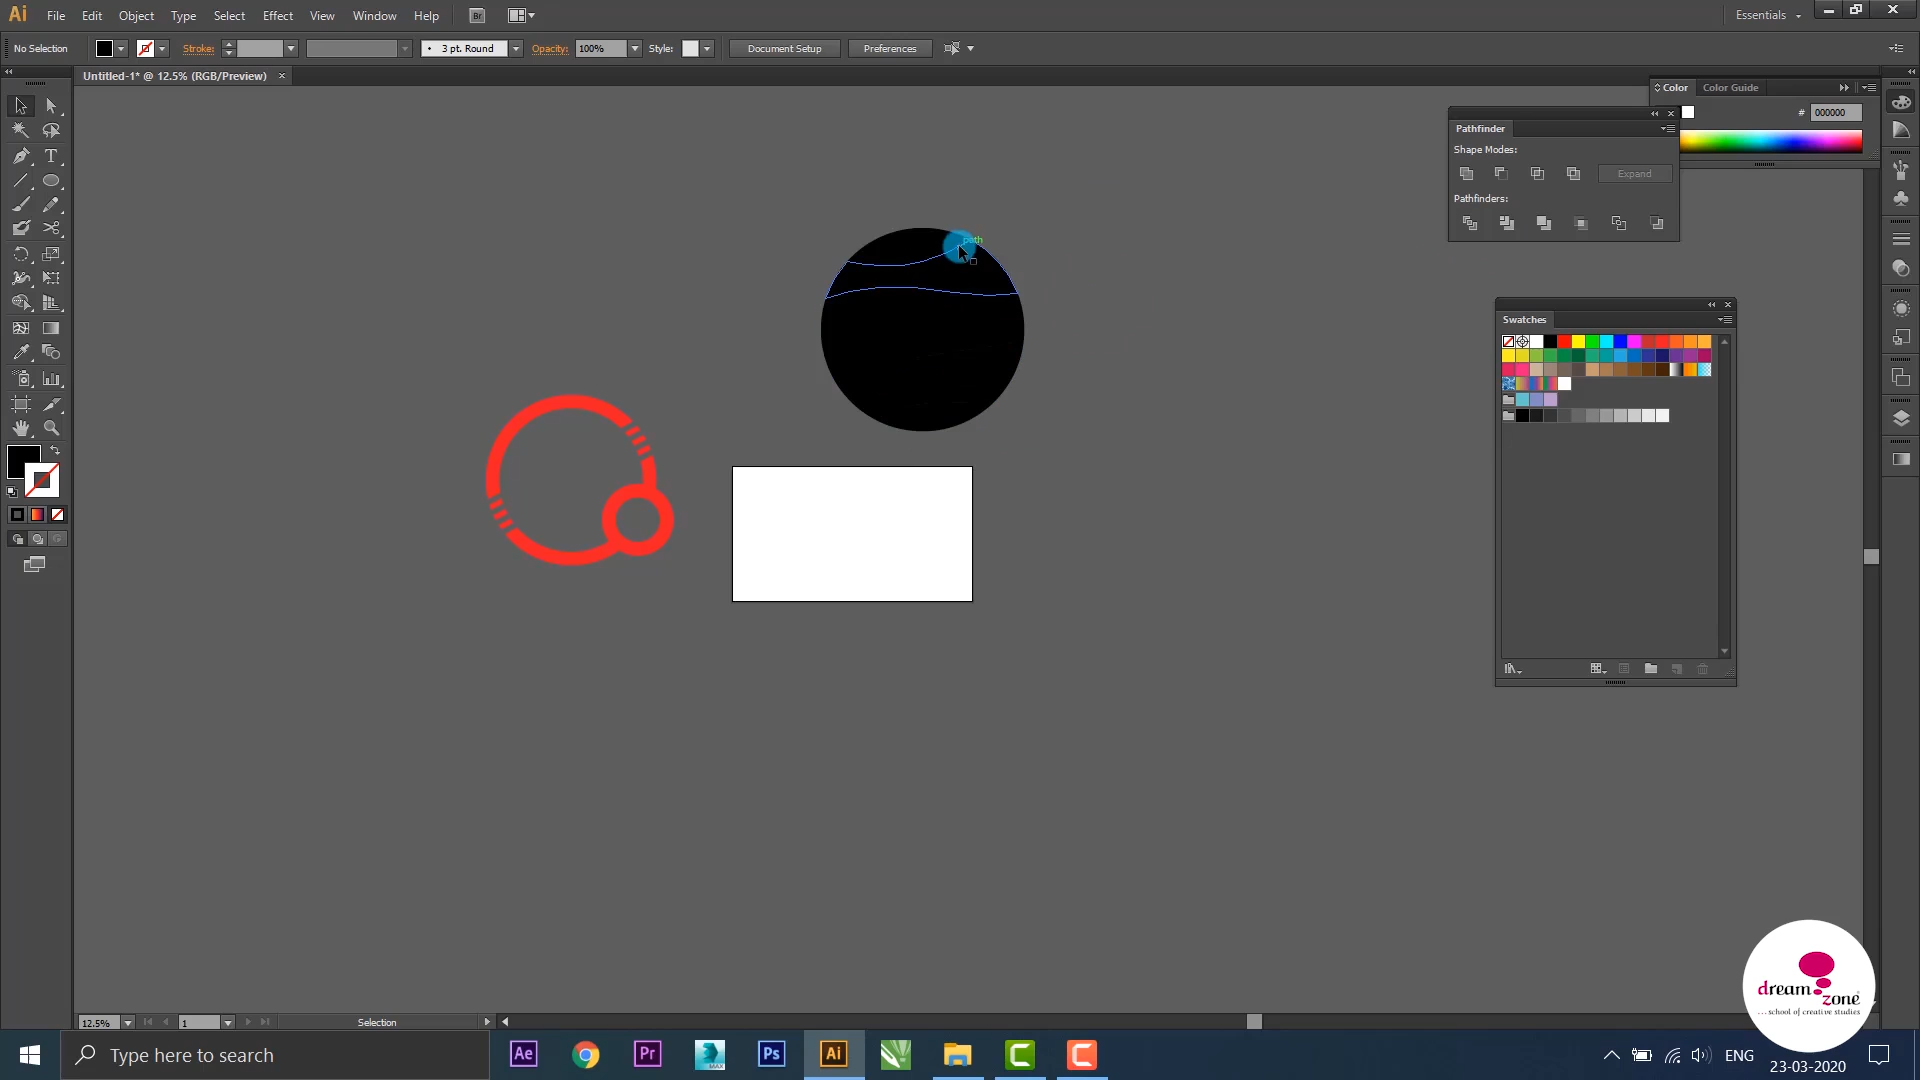 Ai File Edit Object Type Select Effect View Window Help Br Essentials
No Selection Stroke: 3 pt. Round Opacity: 100% Style: Document Setup Preferences
Untitled-1* @ 12.5% (RGB/Preview)
Color Color Guide
# 000000
Pathfinder
Shape Modes:
Expand
Pathfinders:
path
Swatches
12.5% 1 Selection
dream zone
...school of creative studies
Type here to search
Ae Pr MAX Ps Ai
ENG
23-03-2020